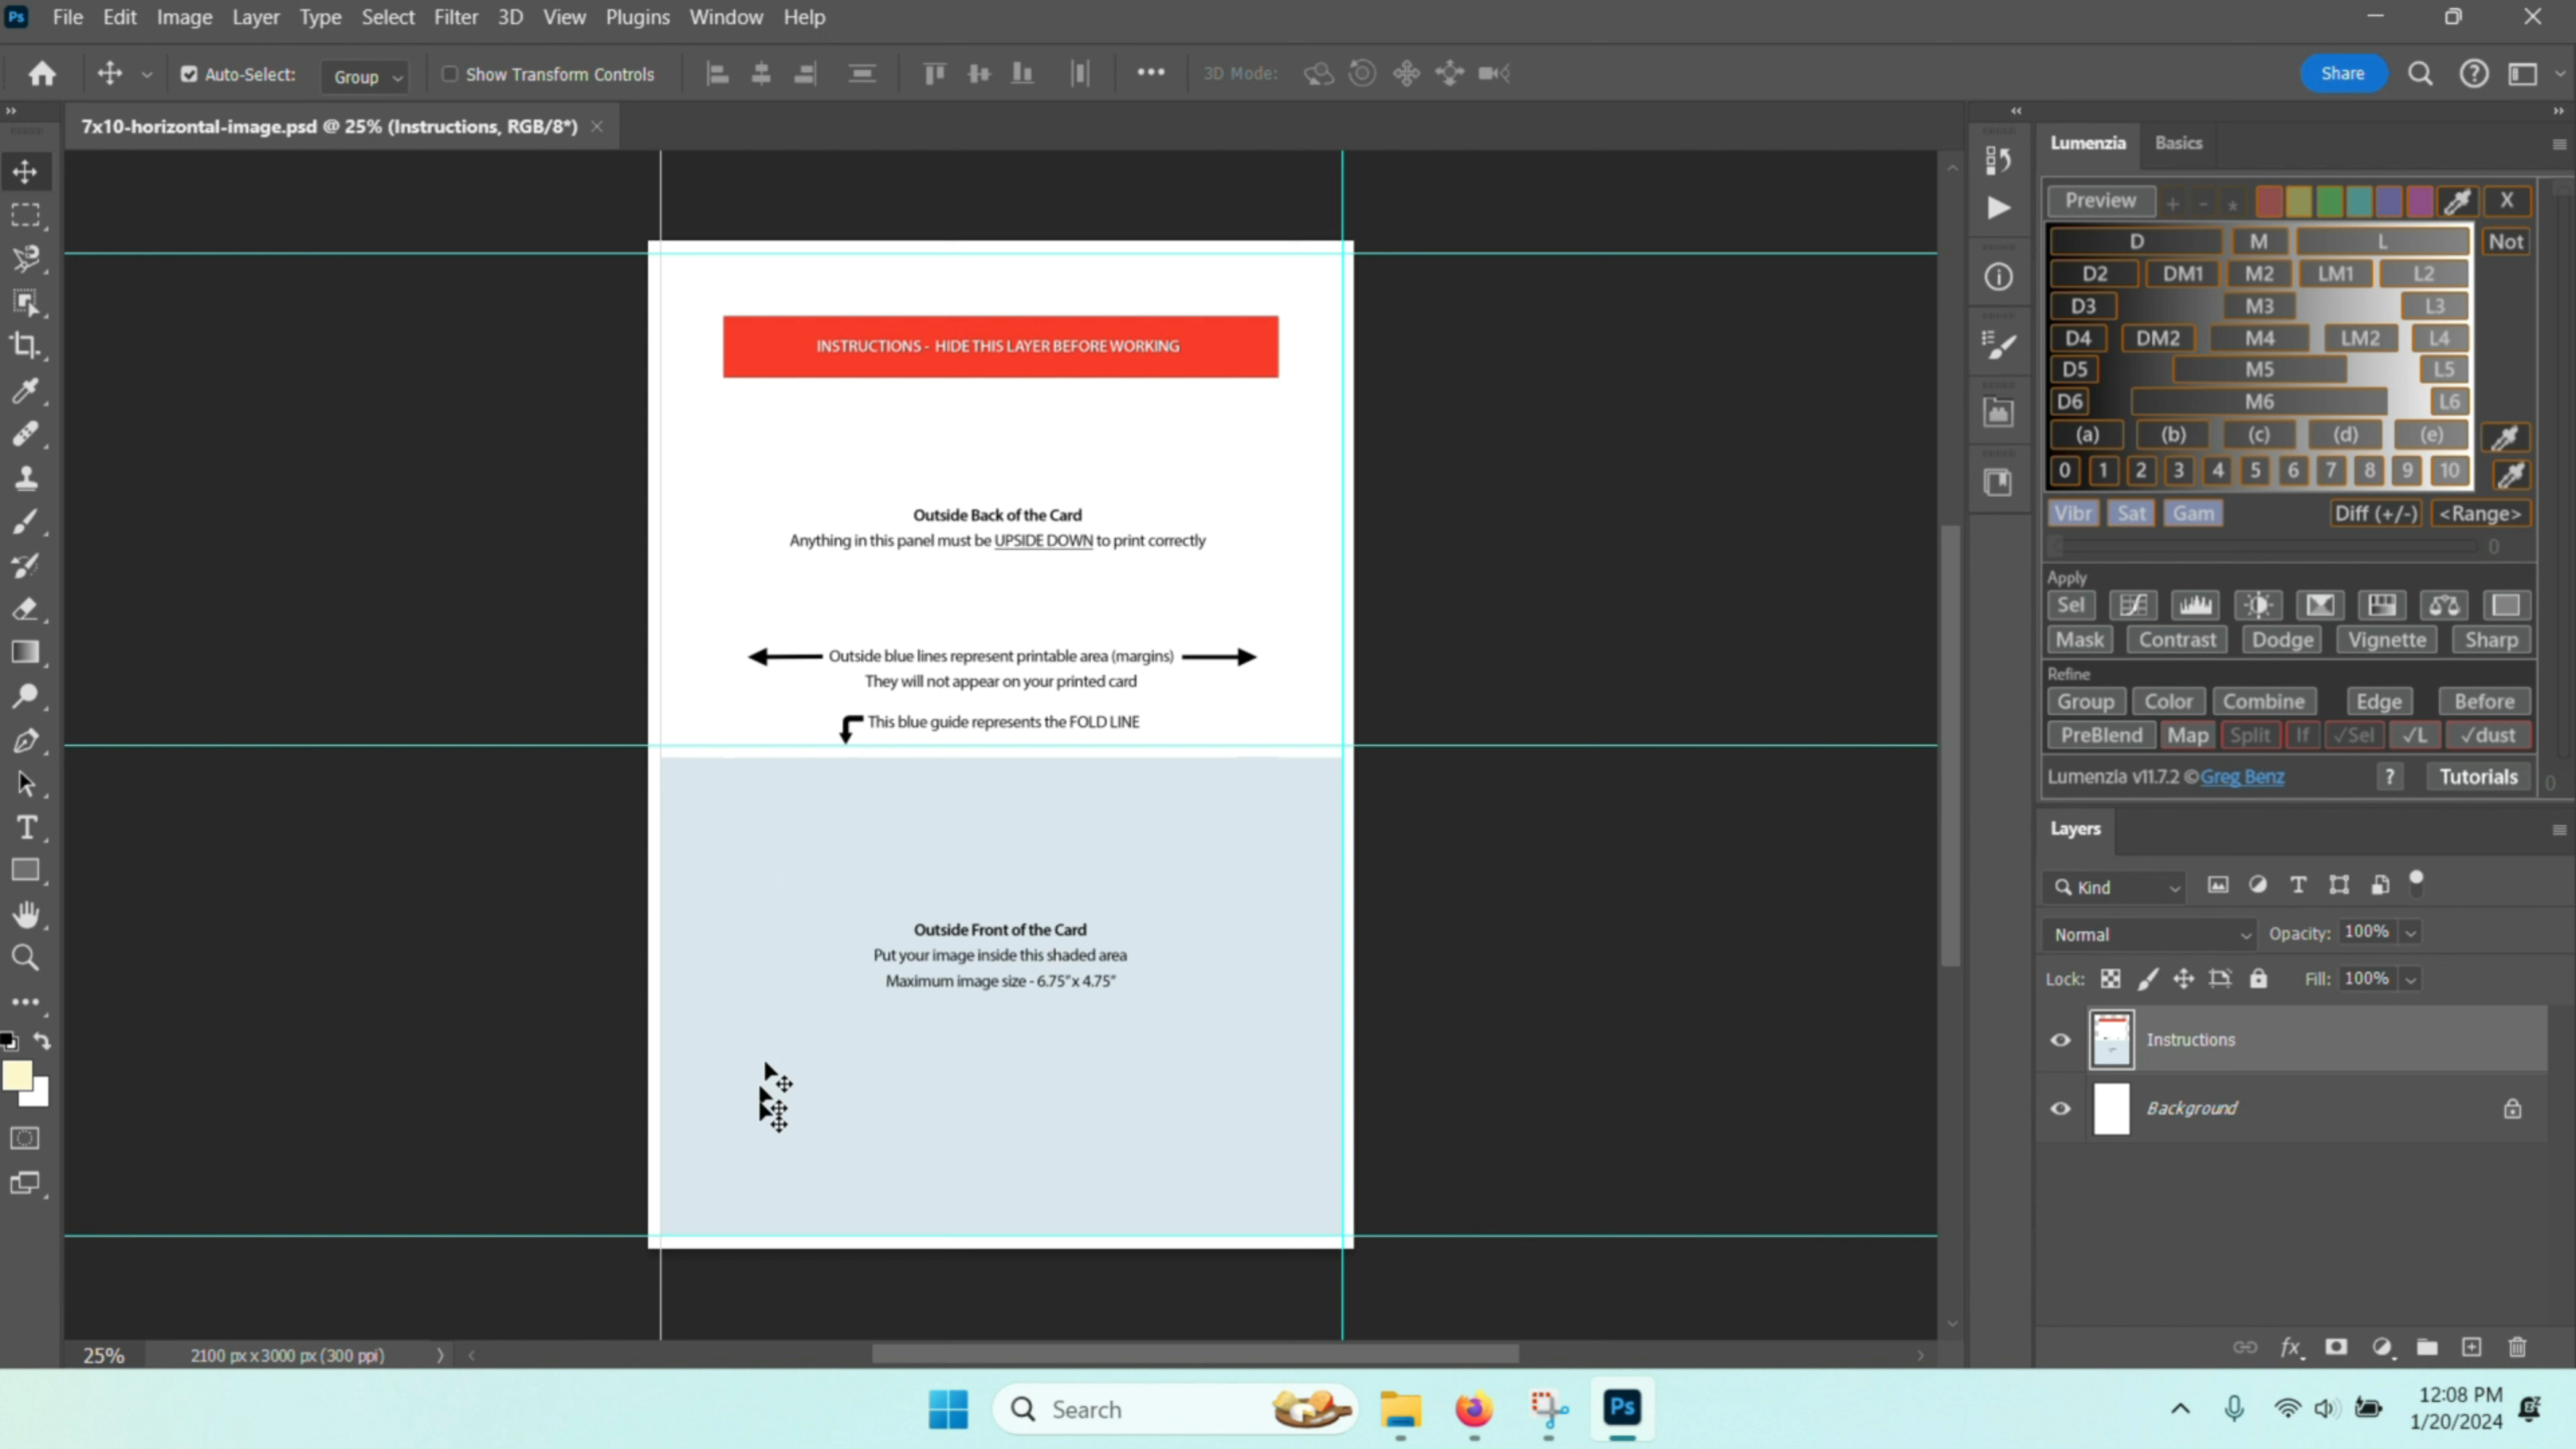 Ps File Edit Image Layer Type Select Filter 3D View Plugins Window Help
Auto-Select: Group Show Transform Controls 3D Mode: Share
7x10-horizontal-image.psd @ 25% (Instructions, RGB/8*)
INSTRUCTIONS - HIDE THIS LAYER BEFORE WORKING
Outside Back of the Card
Anything in this panel must be UPSIDE DOWN to print correctly
Outside blue lines represent printable area (margins)
They will not appear on your printed card
This blue guide represents the FOLD LINE
Outside Front of the Card
Put your image inside this shaded area
Maximum image size - 6.75" x 4.75"
25% 2100 px x 3000 px (300 ppi)
Lumenzia Basics
Preview + - * X
D M L Not
D2 DM1 M2 LM1 L2
D3 M3 L3
D4 DM2 M4 LM2 L4
D5 M5 L5
D6 M6 L6
(a) (b) (c) (d) (e)
0 1 2 3 4 5 6 7 8 9 10
Vibr Sat Gam Diff (+/-) <Range>
0
Apply
Sel
Mask Contrast Dodge Vignette Sharp
Refine
Group Color Combine Edge Before
PreBlend Map Split If √Sel √L √dust
Lumenzia v11.7.2 © Greg Benz ? Tutorials 0
Layers
Kind
Normal Opacity: 100%
Lock: Fill: 100%
Instructions
Background
fx
Search
Ps
12:08 PM
1/20/2024